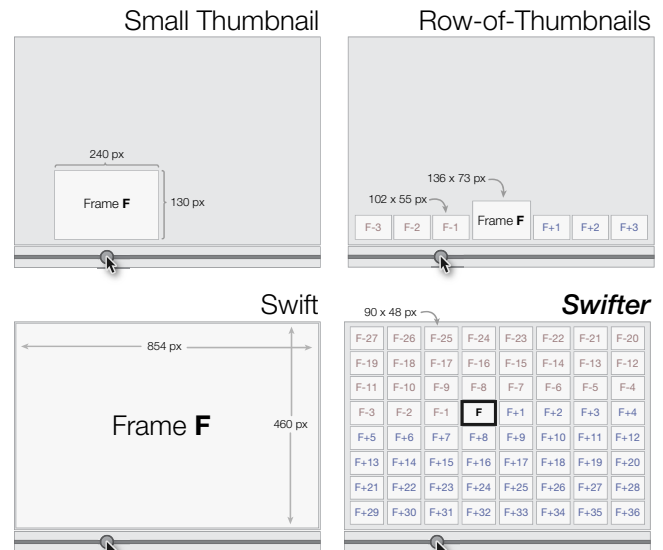 Small Thumbnail
240 px
Frame F
130 px
Row-of-Thumbnails
136 x 73 px
102 x 55 px
F-3 F-2 F-1 Frame F F+1 F+2 F+3
Swift
854 px
Frame F
460 px
Swifter
90 x 48 px
F-27 F-26 F-25 F-24 F-23 F-22 F-21 F-20
F-19 F-18 F-17 F-16 F-15 F-14 F-13 F-12
F-11 F-10 F-9 F-8 F-7 F-6 F-5 F-4
F-3 F-2 F-1 F F+1 F+2 F+3 F+4
F+5 F+6 F+7 F+8 F+9 F+10 F+11 F+12
F+13 F+14 F+15 F+16 F+17 F+18 F+19 F+20
F+21 F+22 F+23 F+24 F+25 F+26 F+27 F+28
F+29 F+30 F+31 F+32 F+33 F+34 F+35 F+36